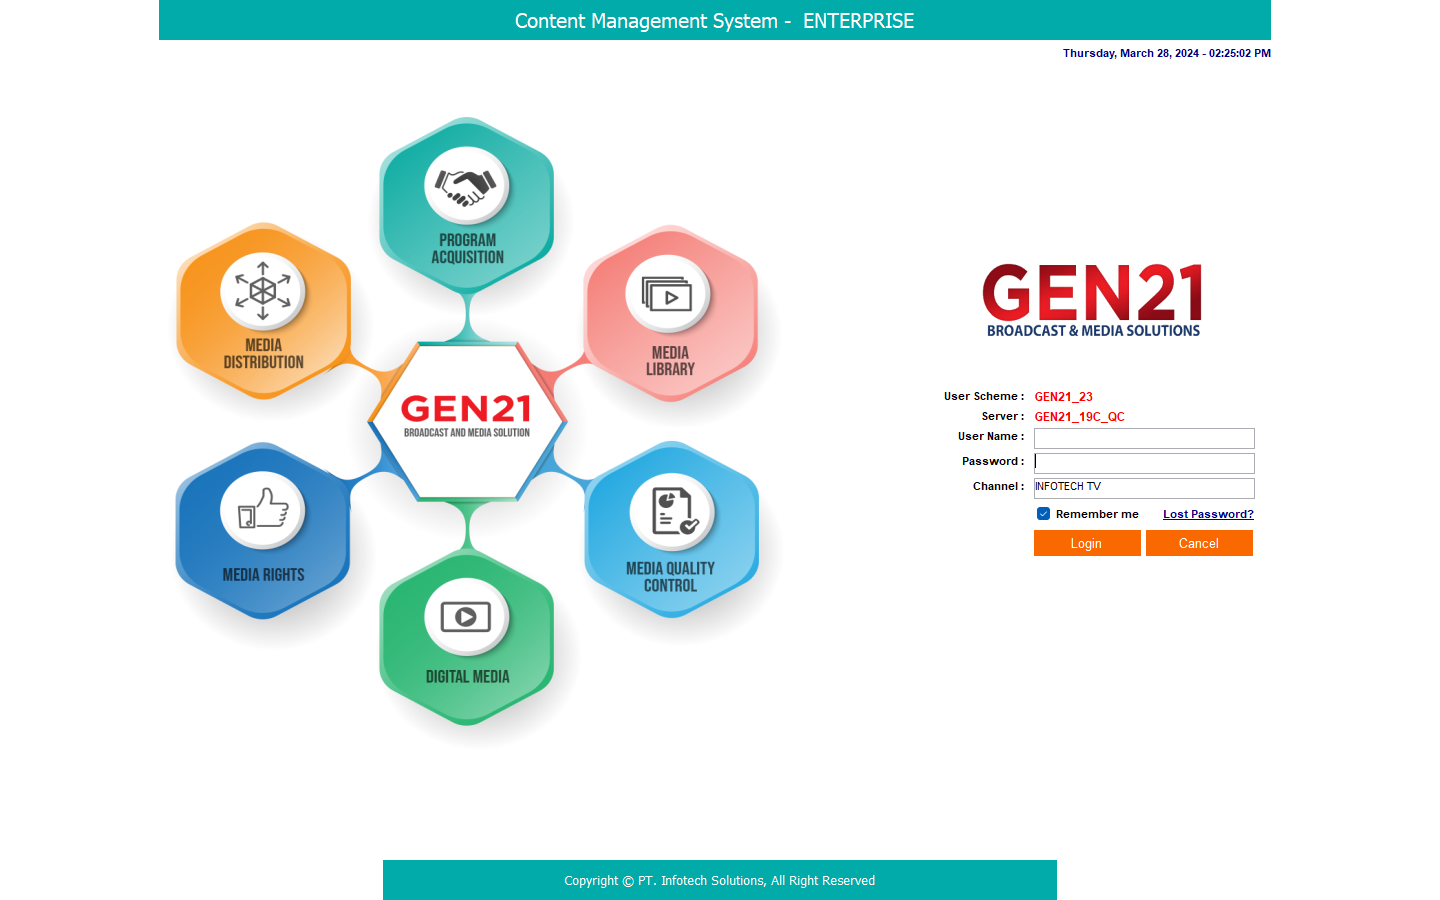 Content Management System - ENTERPRISE
Thursday, March 28, 2024 - 02:25:02 PM
PROGRAM
ACQUISITION
MEDIA
DISTRIBUTION
MEDIA
LIBRARY
GEN21
BROADCAST AND MEDIA SOLUTION
MEDIA RIGHTS
MEDIA QUALITY
CONTROL
DIGITAL MEDIA
GEN21
BROADCAST & MEDIA SOLUTIONS
User Scheme : GEN21_23
Server : GEN21_19C_QC
User Name :
Password :
Channel : INFOTECH TV
Remember me Lost Password?
Login Cancel
Copyright © PT. Infotech Solutions, All Right Reserved